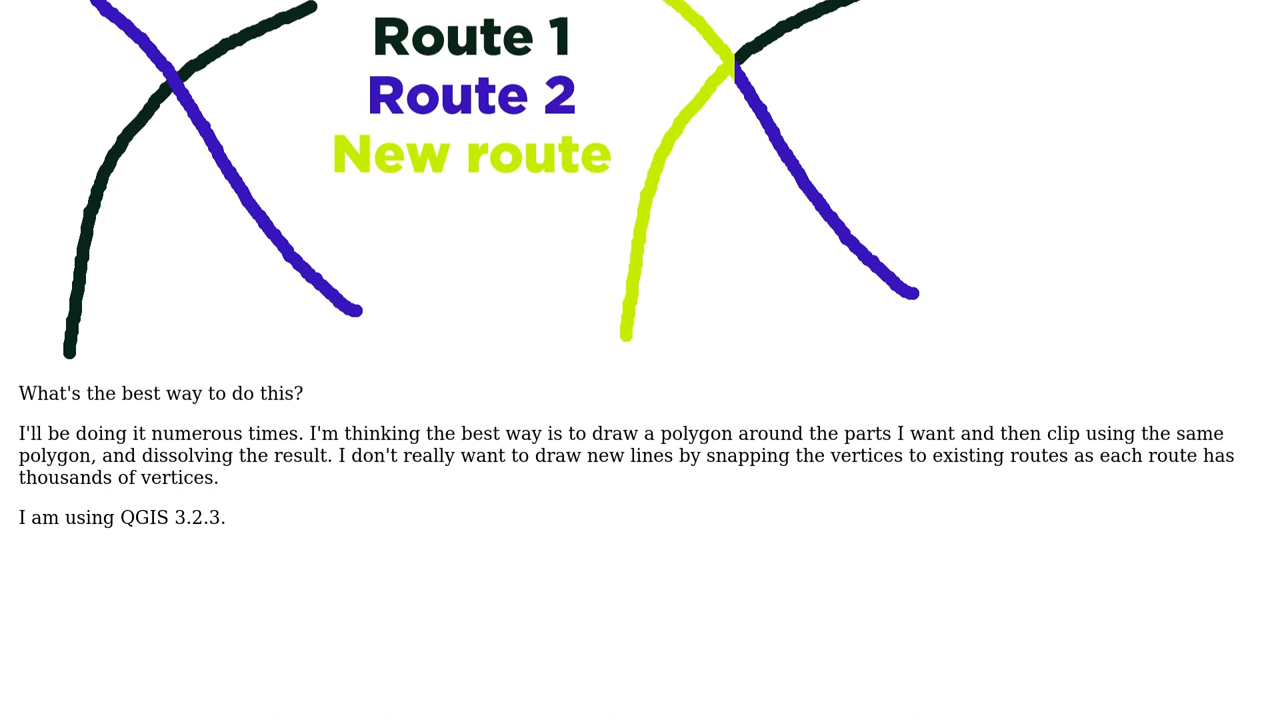 Route 1
Route 2
New route
What's the best way to do this?
I'll be doing it numerous times. I'm thinking the best way is to draw a polygon around the parts I want and then clip using the same
polygon, and dissolving the result. I don't really want to draw new lines by snapping the vertices to existing routes as each route has
thousands of vertices.
I am using QGIS 3.2.3.